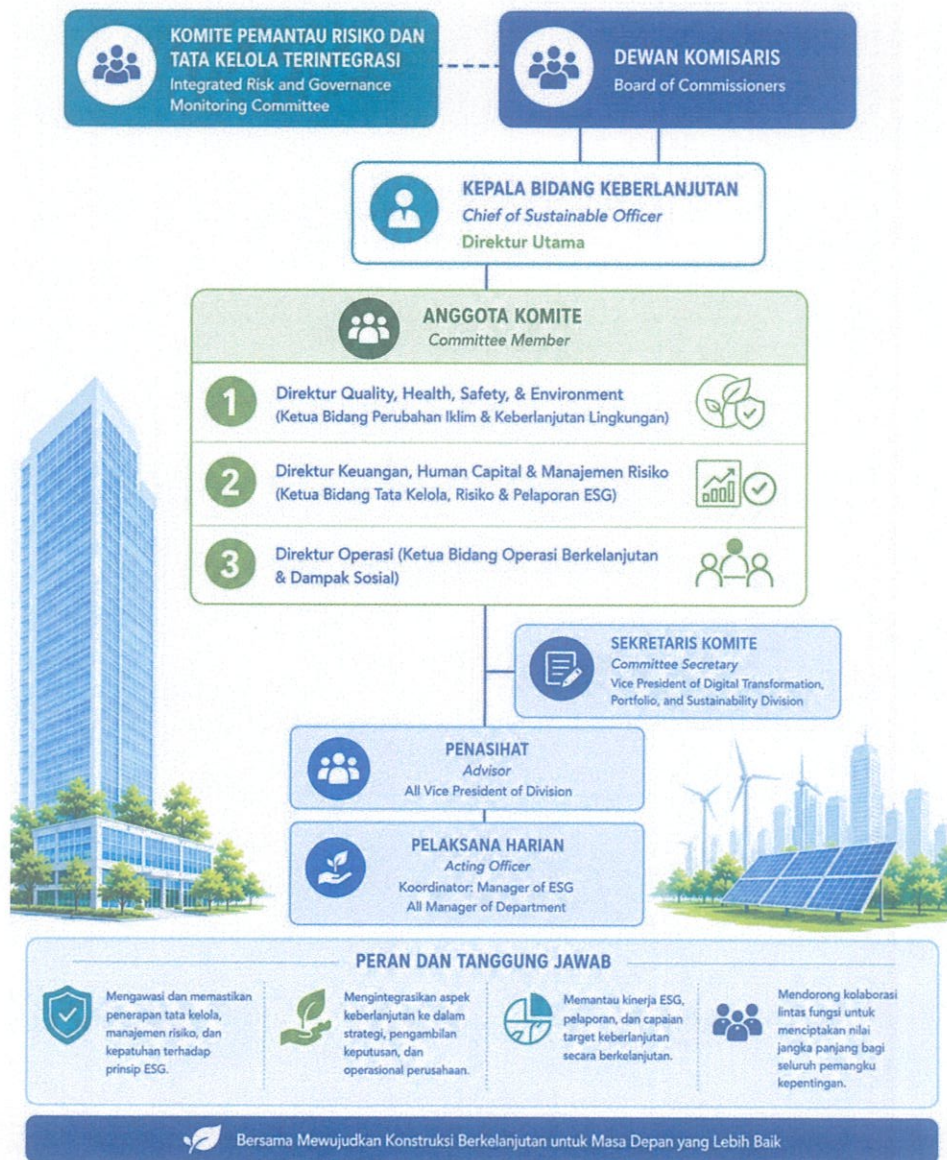 KOMITE PEMANTAU RISIKO DAN
TATA KELOLA TERINTEGRASI
Integrated Risk and Governance
Monitoring Committee
DEWAN KOMISARIS
Board of Commissioners
KEPALA BIDANG KEBERLANJUTAN
Chief of Sustainable Officer
Direktur Utama
ANGGOTA KOMITE
Committee Member
1
Direktur Quality, Health, Safety, & Environment
(Ketua Bidang Perubahan Iklim & Keberlanjutan Lingkungan)
2
Direktur Keuangan, Human Capital & Manajemen Risiko
(Ketua Bidang Tata Kelola, Risiko & Pelaporan ESG)
3
Direktur Operasi (Ketua Bidang Operasi Berkelanjutan
& Dampak Sosial)
SEKRETARIS KOMITE
Committee Secretary
Vice President of Digital Transformation,
Portfolio, and Sustainability Division
PENASIHAT
Advisor
All Vice President of Division
PELAKSANA HARIAN
Acting Officer
Koordinator: Manager of ESG
All Manager of Department
PERAN DAN TANGGUNG JAWAB
Mengawasi dan memastikan
penerapan tata kelola,
manajemen risiko, dan
kepatuhan terhadap
prinsip ESG.
Mengintegrasikan aspek
keberlanjutan ke dalam
strategi, pengambilan
keputusan, dan
operasional perusahaan.
Memantau kinerja ESG,
pelaporan, dan capaian
target keberlanjutan
secara berkelanjutan.
Mendorong kolaborasi
lintas fungsi untuk
menciptakan nilai
jangka panjang bagi
seluruh pemangku
kepentingan.
Bersama Mewujudkan Konstruksi Berkelanjutan untuk Masa Depan yang Lebih Baik